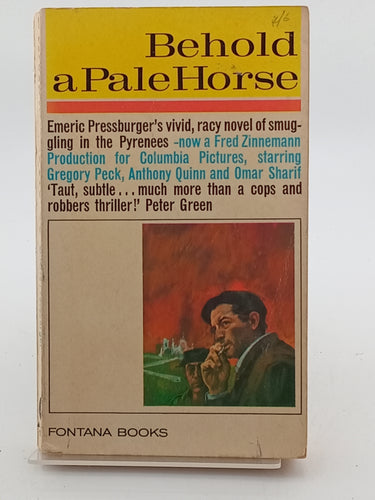 4/6
Behold
a Pale Horse
Emeric Pressburger's vivid, racy novel of smug-
gling in the Pyrenees -now a Fred Zinnemann
Production for Columbia Pictures, starring
Gregory Peck, Anthony Quinn and Omar Sharif
'Taut, subtle...much more than a cops and
robbers thriller!' Peter Green
FONTANA BOOKS